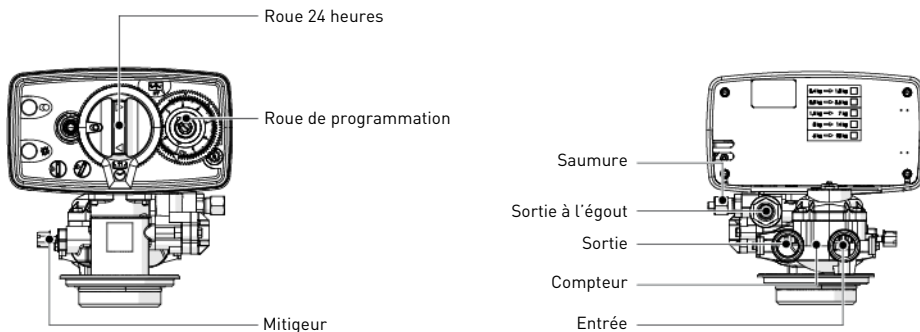 Roue 24 heures
Roue de programmation
Mitigeur
Saumure
Sortie à l'égout
Sortie
Compteur
Entrée